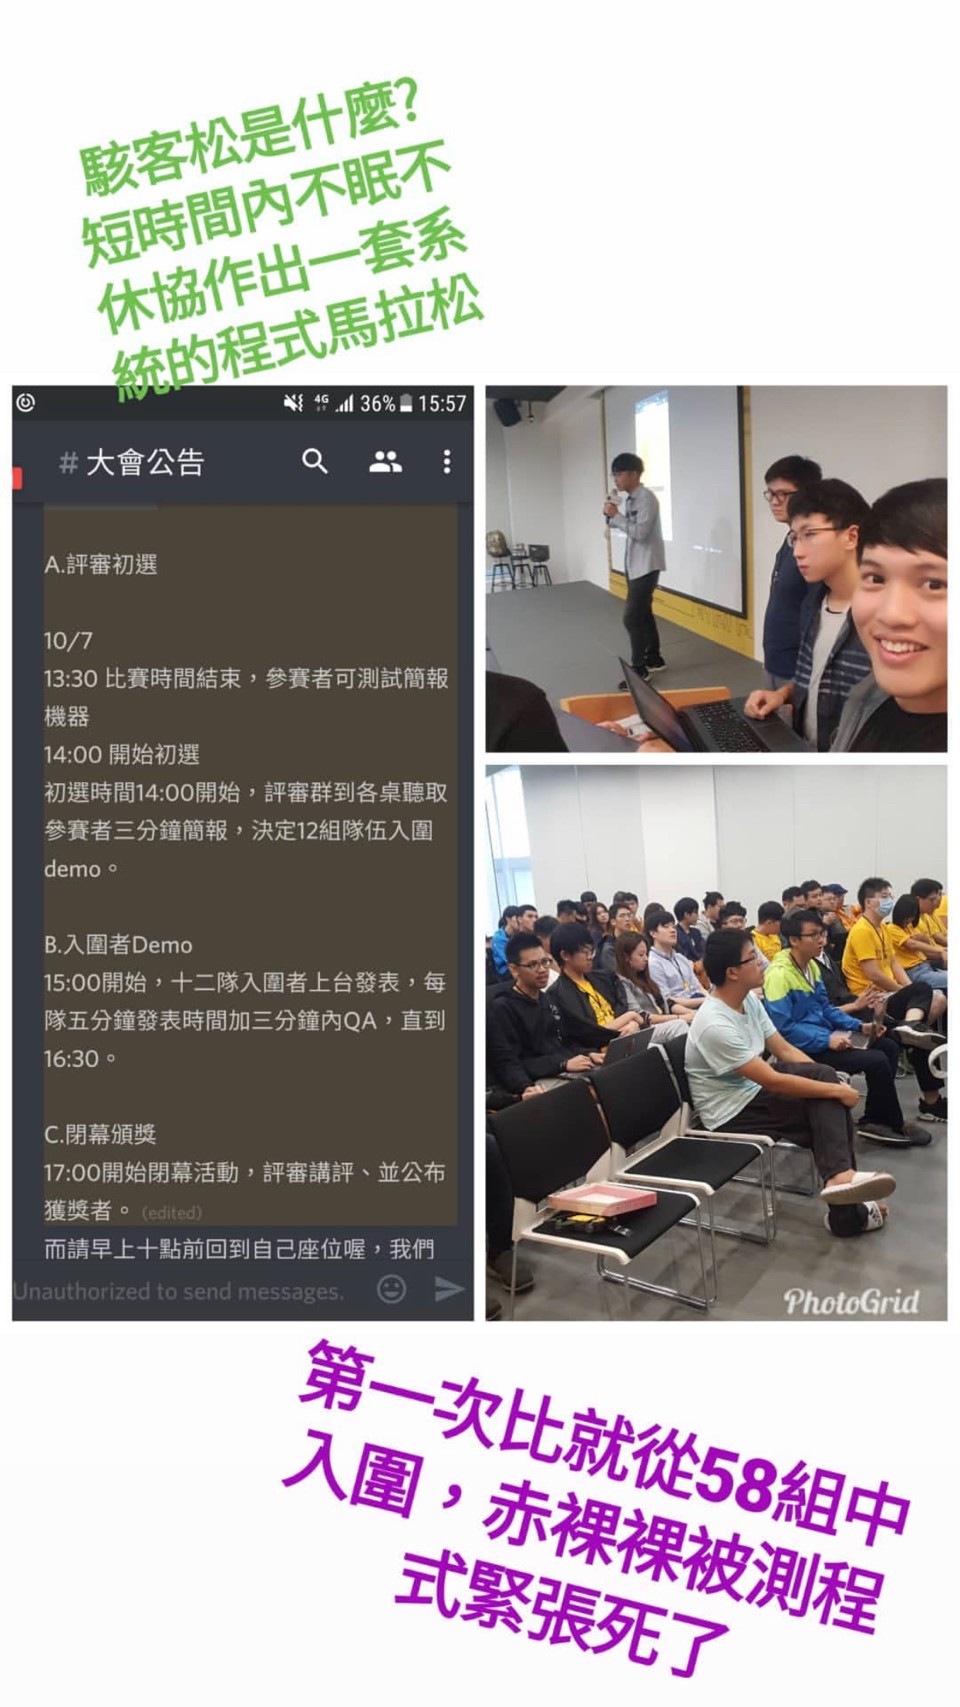 駭客松是什麼?
短時間內不眠不
休協作出一套系
統的程式馬拉松
4G 36% 15:57
# 大會公告
A.評審初選
10/7
13:30 比賽時間結束，參賽者可測試簡報
機器
14:00 開始初選
初選時間14:00開始，評審群到各桌聽取
參賽者三分鐘簡報，決定12組隊伍入圍
demo。
B.入圍者Demo
15:00開始，十二隊入圍者上台發表，每
隊五分鐘發表時間加三分鐘內QA，直到
16:30。
C.閉幕頒獎
17:00開始閉幕活動，評審講評、並公布
獲獎者。 (edited)
而請早上十點前回到自己座位喔，我們
Unauthorized to send messages.
PhotoGrid
第一次比就從58組中
入圍，赤裸裸被測程
式緊張死了